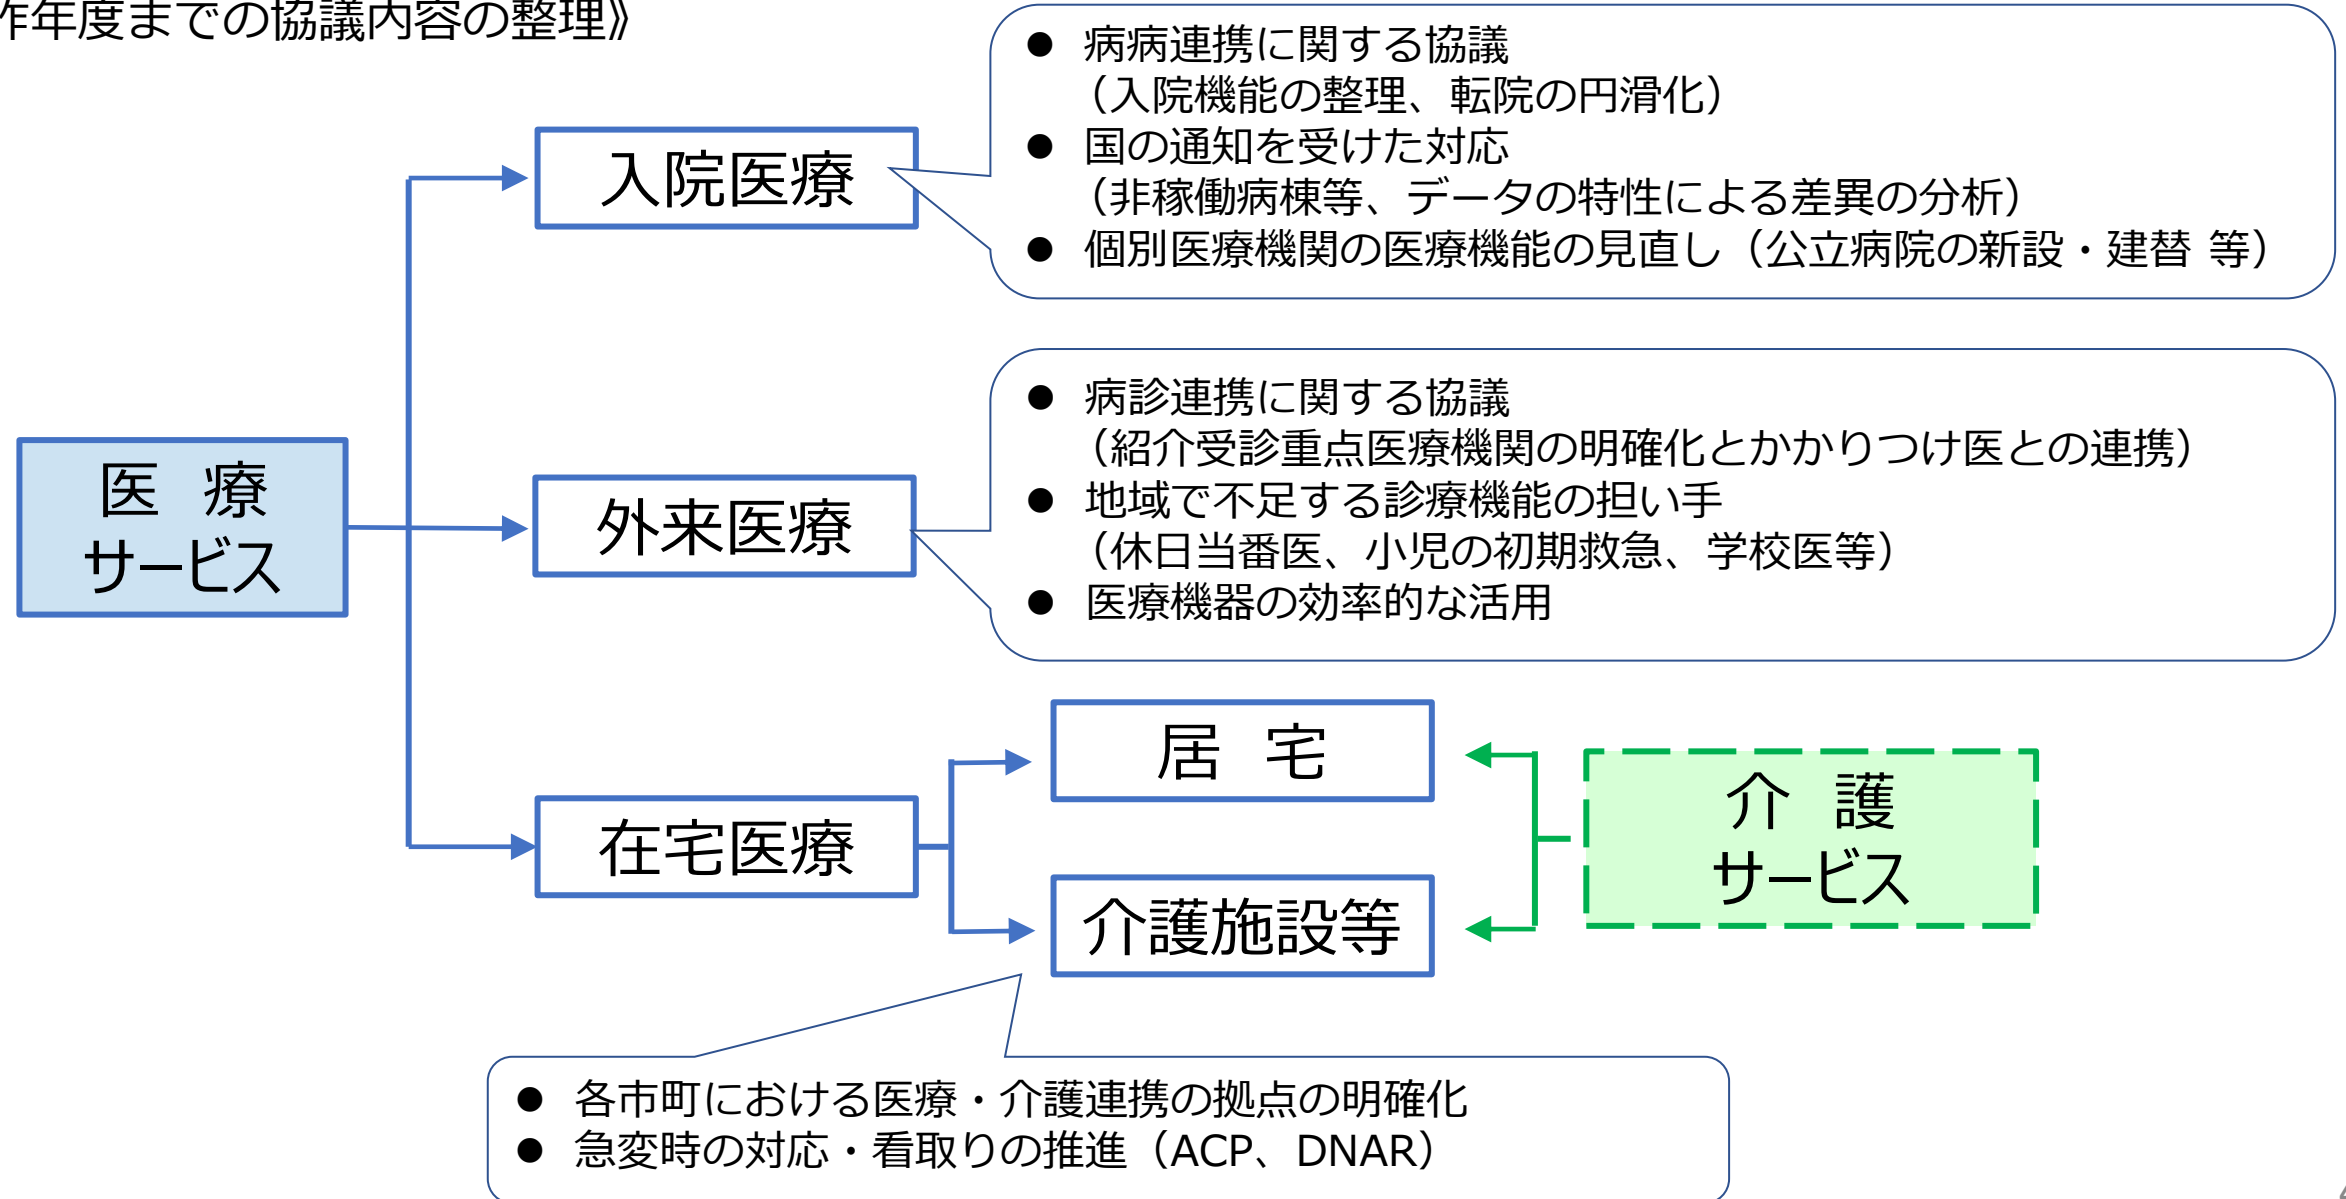 年度までの協議内容の整理》
● 病病連携に関する協議
（入院機能の整理、転院の円滑化）
● 国の通知を受けた対応
（非稼働病棟等、データの特性による差異の分析）
● 個別医療機関の医療機能の見直し（公立病院の新設・建替 等）
入院医療
● 病診連携に関する協議
（紹介受診重点医療機関の明確化とかかりつけ医との連携）
● 地域で不足する診療機能の担い手
（休日当番医、小児の初期救急、学校医等）
● 医療機器の効率的な活用
医　療
サービス
外来医療
居　宅
在宅医療
介護施設等
介　護
サービス
● 各市町における医療・介護連携の拠点の明確化
● 急変時の対応・看取りの推進（ACP、DNAR）